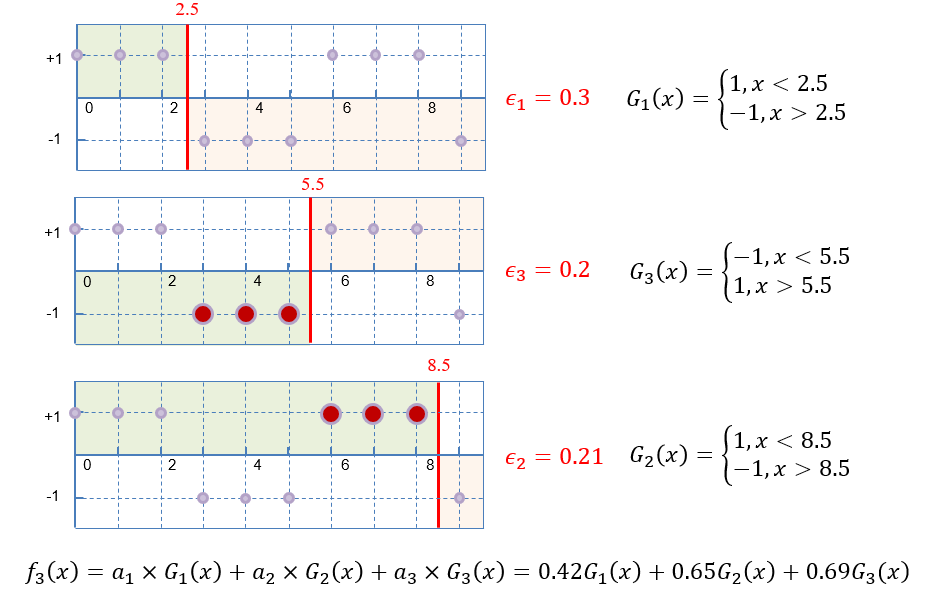 2.5
+1
0 2 4 6 8
-1
ϵ₁ = 0.3
G₁(x) = {1, x < 2.5
−1, x > 2.5
5.5
+1
0 2 4 6 8
-1
ϵ₃ = 0.2
G₃(x) = {−1, x < 5.5
1, x > 5.5
8.5
+1
0 2 4 6 8
-1
ϵ₂ = 0.21
G₂(x) = {1, x < 8.5
−1, x > 8.5
f₃(x) = a₁ × G₁(x) + a₂ × G₂(x) + a₃ × G₃(x) = 0.42G₁(x) + 0.65G₂(x) + 0.69G₃(x)